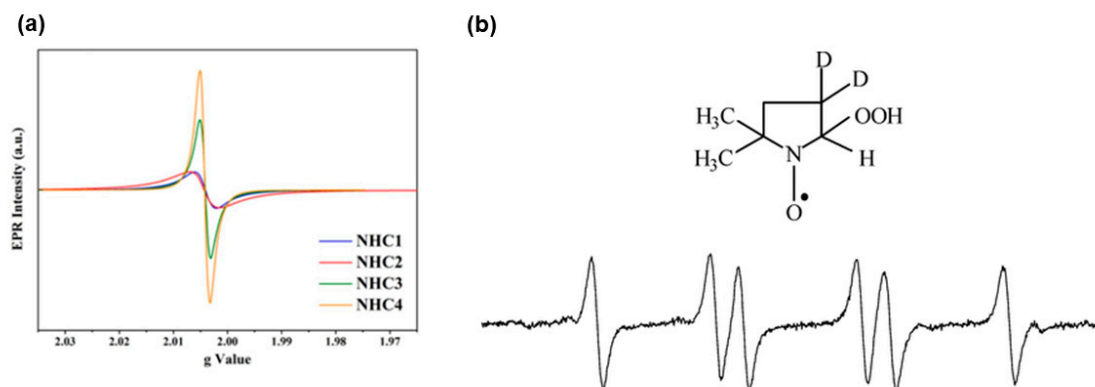 (a)
EPR Intensity (a.u.)
NHC1
NHC2
NHC3
NHC4
2.03 2.02 2.01 2.00 1.99 1.98 1.97
g Value
(b)
D
D
H₃C
OOH
H₃C
N
H
O•